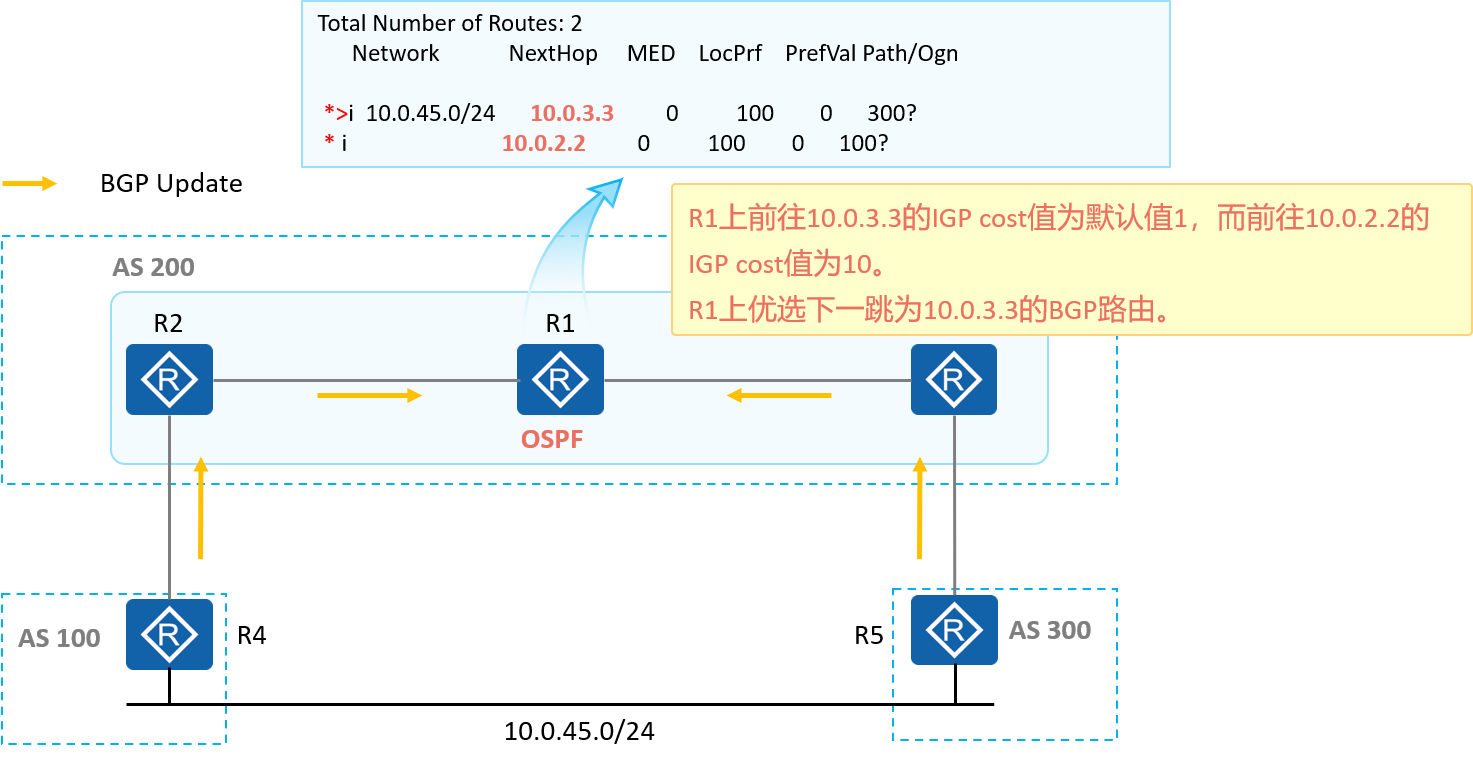 Total Number of Routes: 2
Network NextHop MED LocPrf PrefVal Path/Ogn
*>i 10.0.45.0/24 10.0.3.3 0 100 0 300?
* i 10.0.2.2 0 100 0 100?
BGP Update
R1上前往10.0.3.3的IGP cost值为默认值1，而前往10.0.2.2的
IGP cost值为10。
R1上优选下一跳为10.0.3.3的BGP路由。
AS 200
R2
R1
R
R
R
OSPF
AS 100
R
R4
R5
R
AS 300
10.0.45.0/24